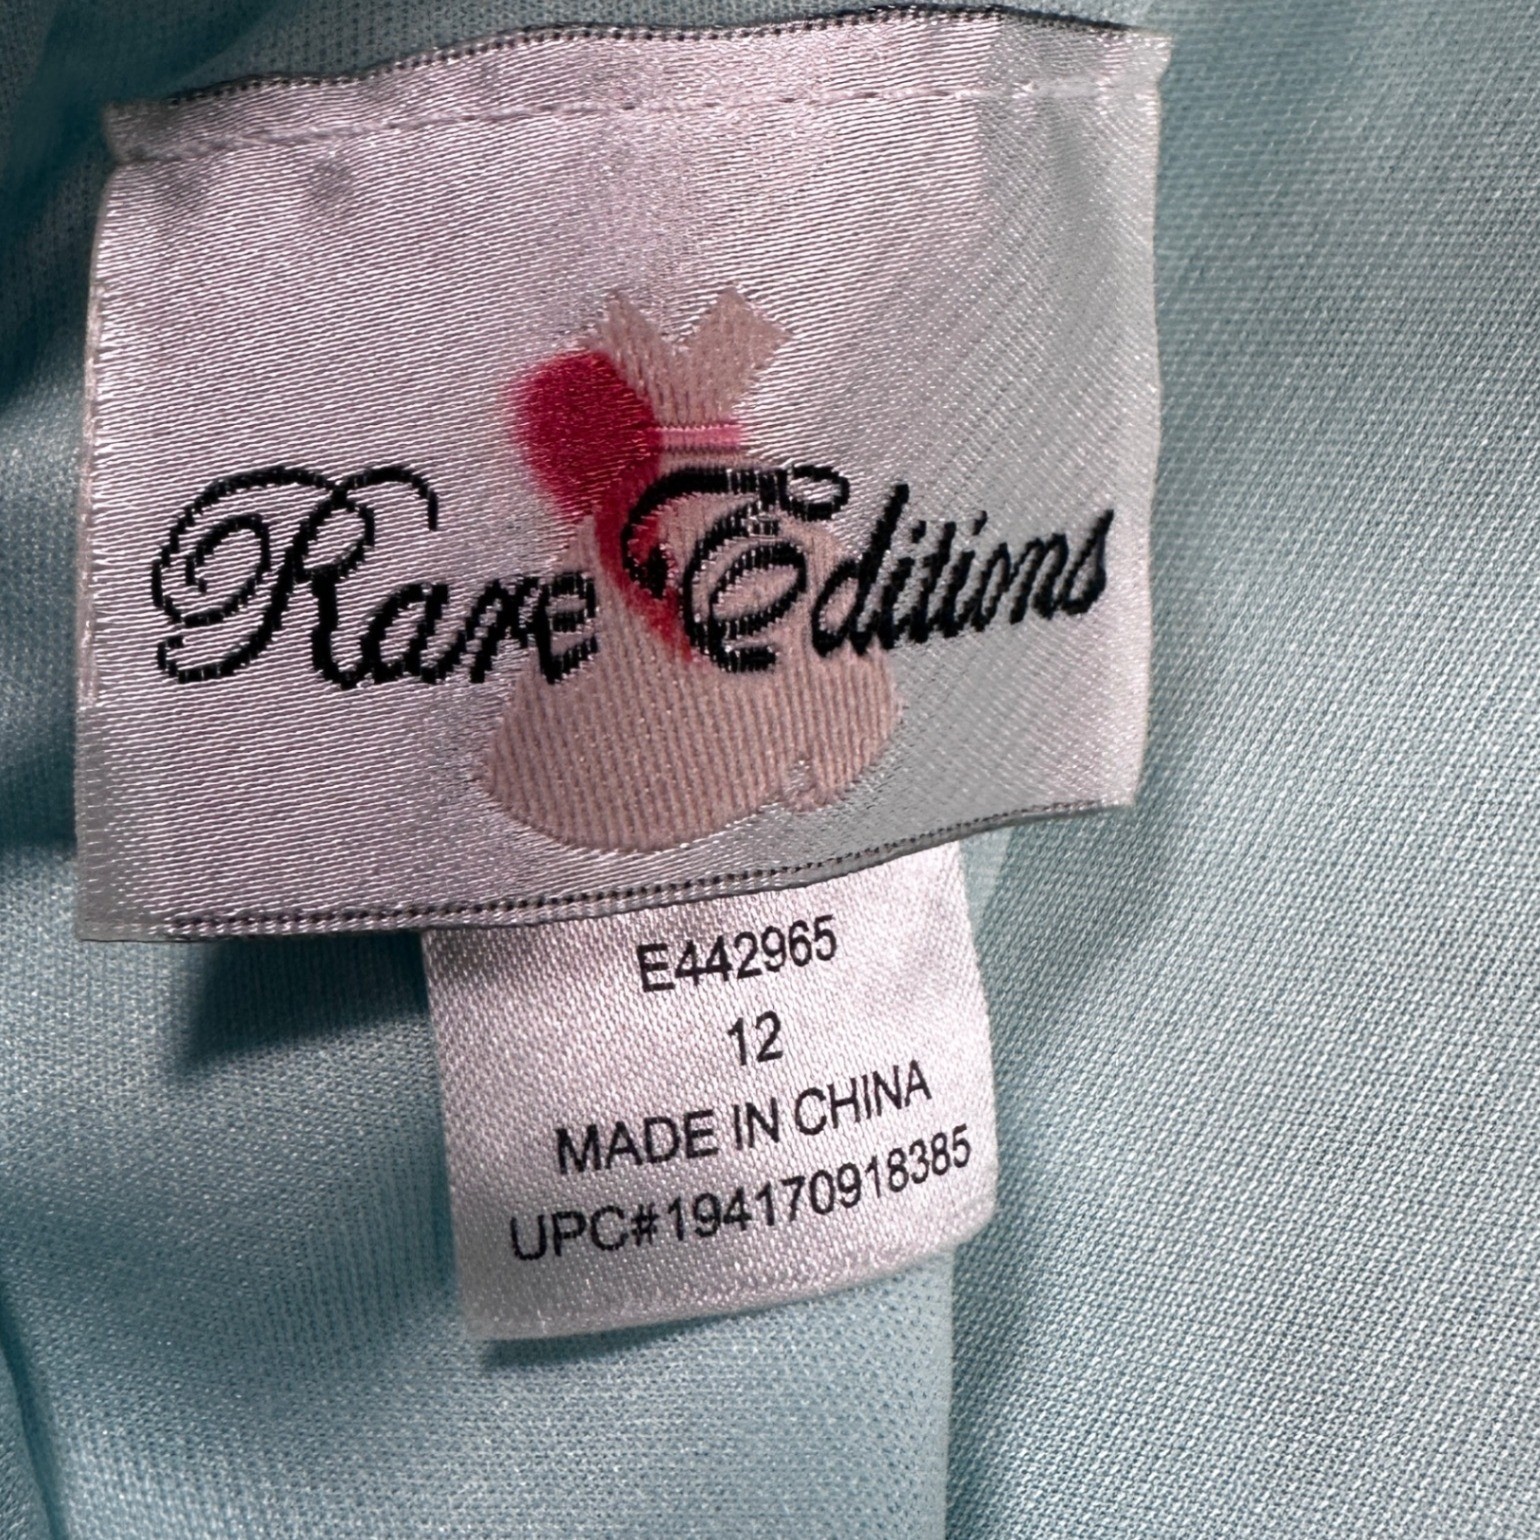 Rare Editions
E442965
12
MADE IN CHINA
UPC#194170918385